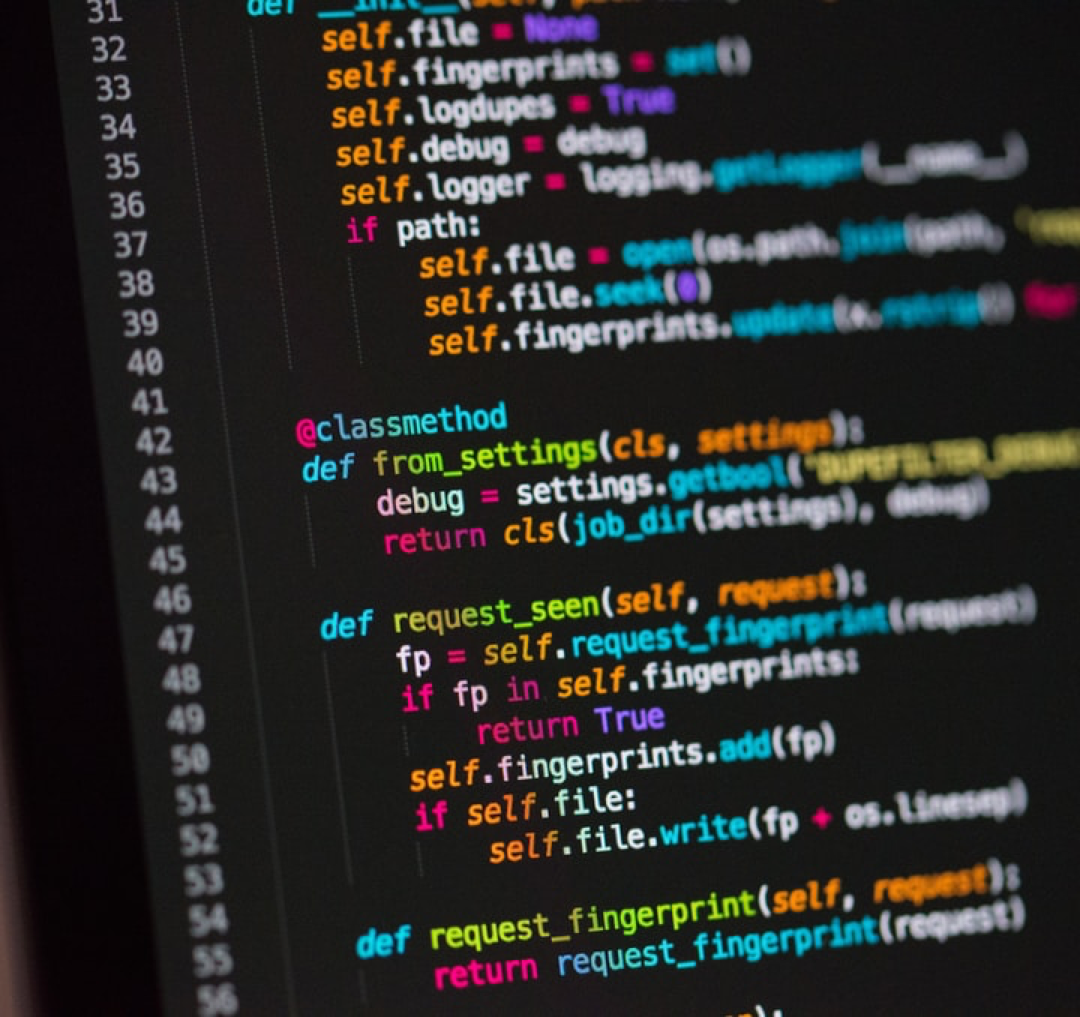 31 def __init__(self,
32 self.file = None
33 self.fingerprints = set()
34 self.logdupes = True
35 self.debug = debug
36 self.logger = logging.getLogger(__name__)
37 if path:
38 self.file = open(os.path.join(path,
39 self.file.seek(0)
40 self.fingerprints.update(x.rstrip() for
41
42 @classmethod
43 def from_settings(cls, settings):
44 debug = settings.getbool("DUPEFILTER_DEBUG
45 return cls(job_dir(settings), debug)
46
47 def request_seen(self, request):
48 fp = self.request_fingerprint(request)
49 if fp in self.fingerprints:
50 return True
51 self.fingerprints.add(fp)
52 if self.file:
53 self.file.write(fp + os.linesep)
54
55 def request_fingerprint(self, request):
56 return request_fingerprint(request)